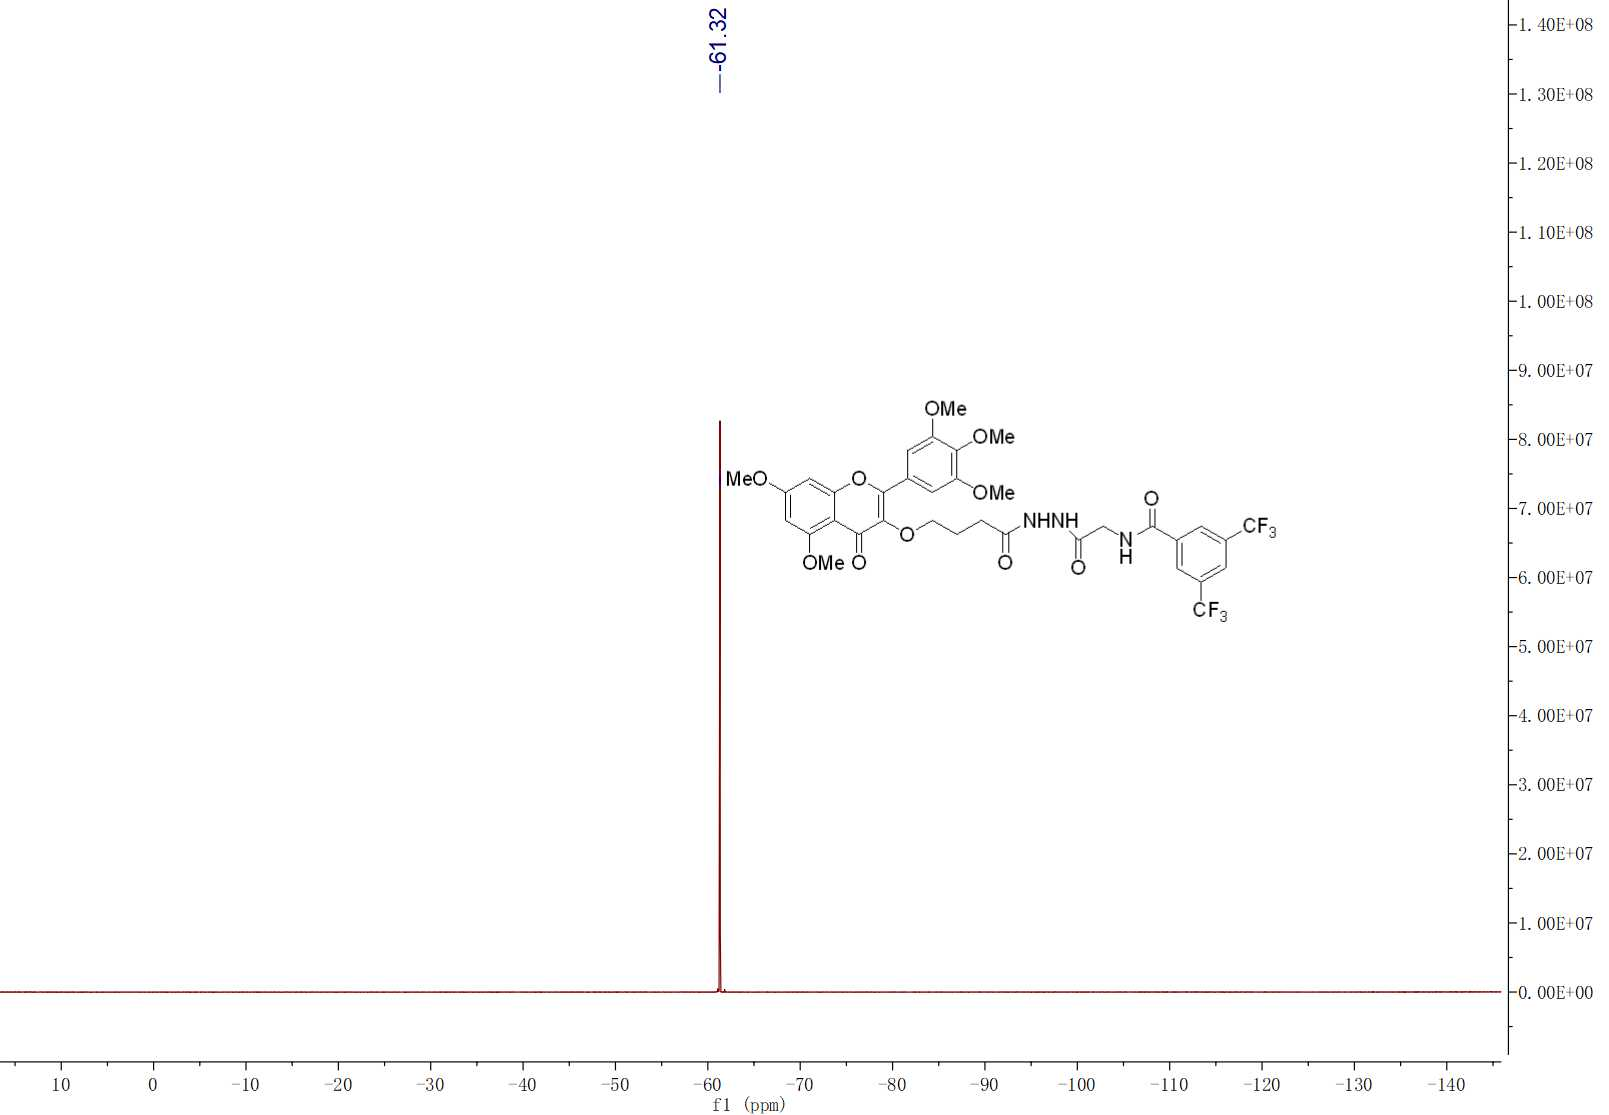 -61.32
1.40E+08
1.30E+08
1.20E+08
1.10E+08
1.00E+08
9.00E+07
8.00E+07
7.00E+07
6.00E+07
5.00E+07
4.00E+07
3.00E+07
2.00E+07
1.00E+07
0.00E+00
OMe
OMe
MeO
O
OMe
O
NHNH
O
CF3
N
H
OMe
O
O
O
CF3
10
0
-10
-20
-30
-40
-50
-60
-70
-80
-90
-100
-110
-120
-130
-140
f1 (ppm)